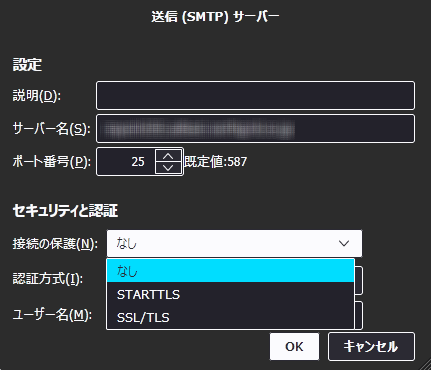 送信 (SMTP) サーバー
設定
説明(D):
サーバー名(S):
ポート番号(P): 25 既定値:587
セキュリティと認証
接続の保護(N): なし
なし
認証方式(I):
STARTTLS
SSL/TLS
ユーザー名(M):
OK キャンセル